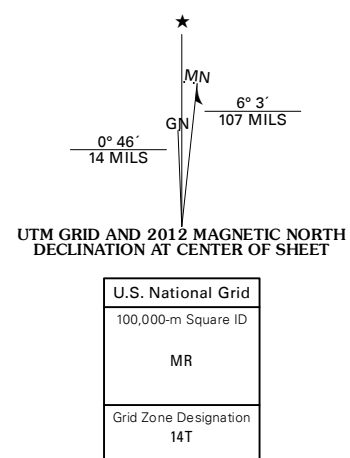 ★
MN
GN
6° 3´
107 MILS
0° 46´
14 MILS
UTM GRID AND 2012 MAGNETIC NORTH
DECLINATION AT CENTER OF SHEET
U.S. National Grid
100,000-m Square ID
MR
Grid Zone Designation
14T